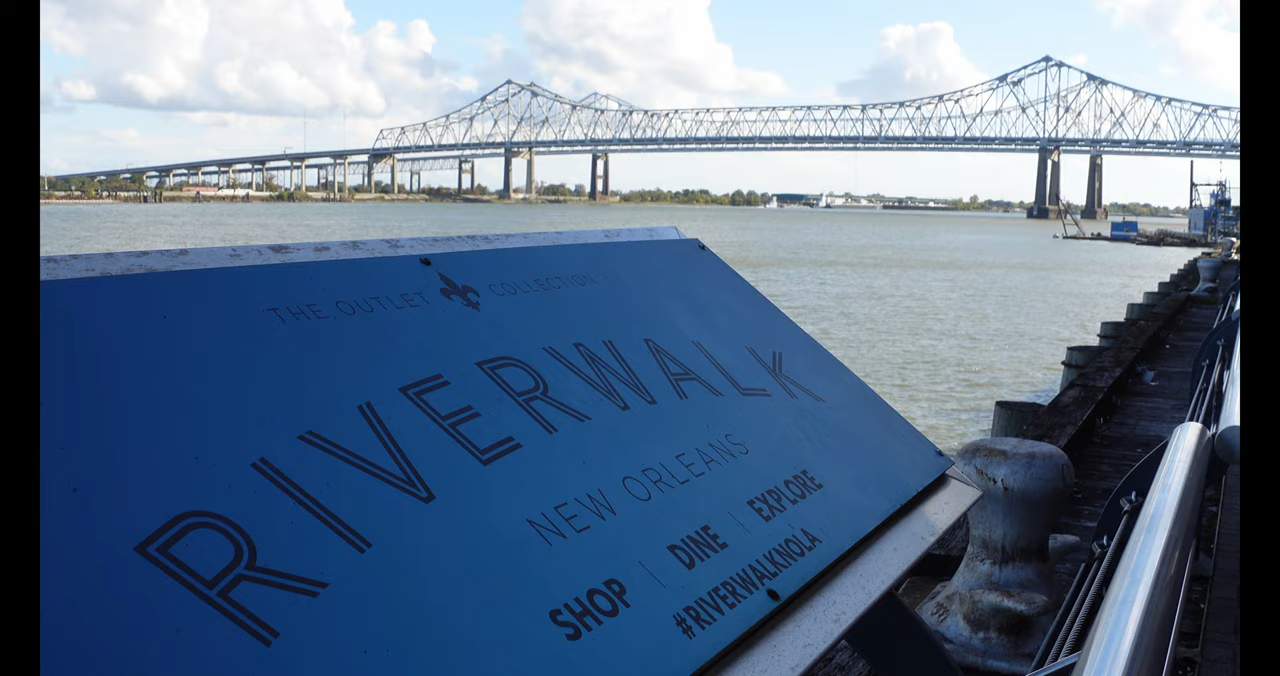 THE OUTLET COLLECTION
RIVERWALK
NEW ORLEANS
SHOP | DINE | EXPLORE
#RIVERWALKNOLA